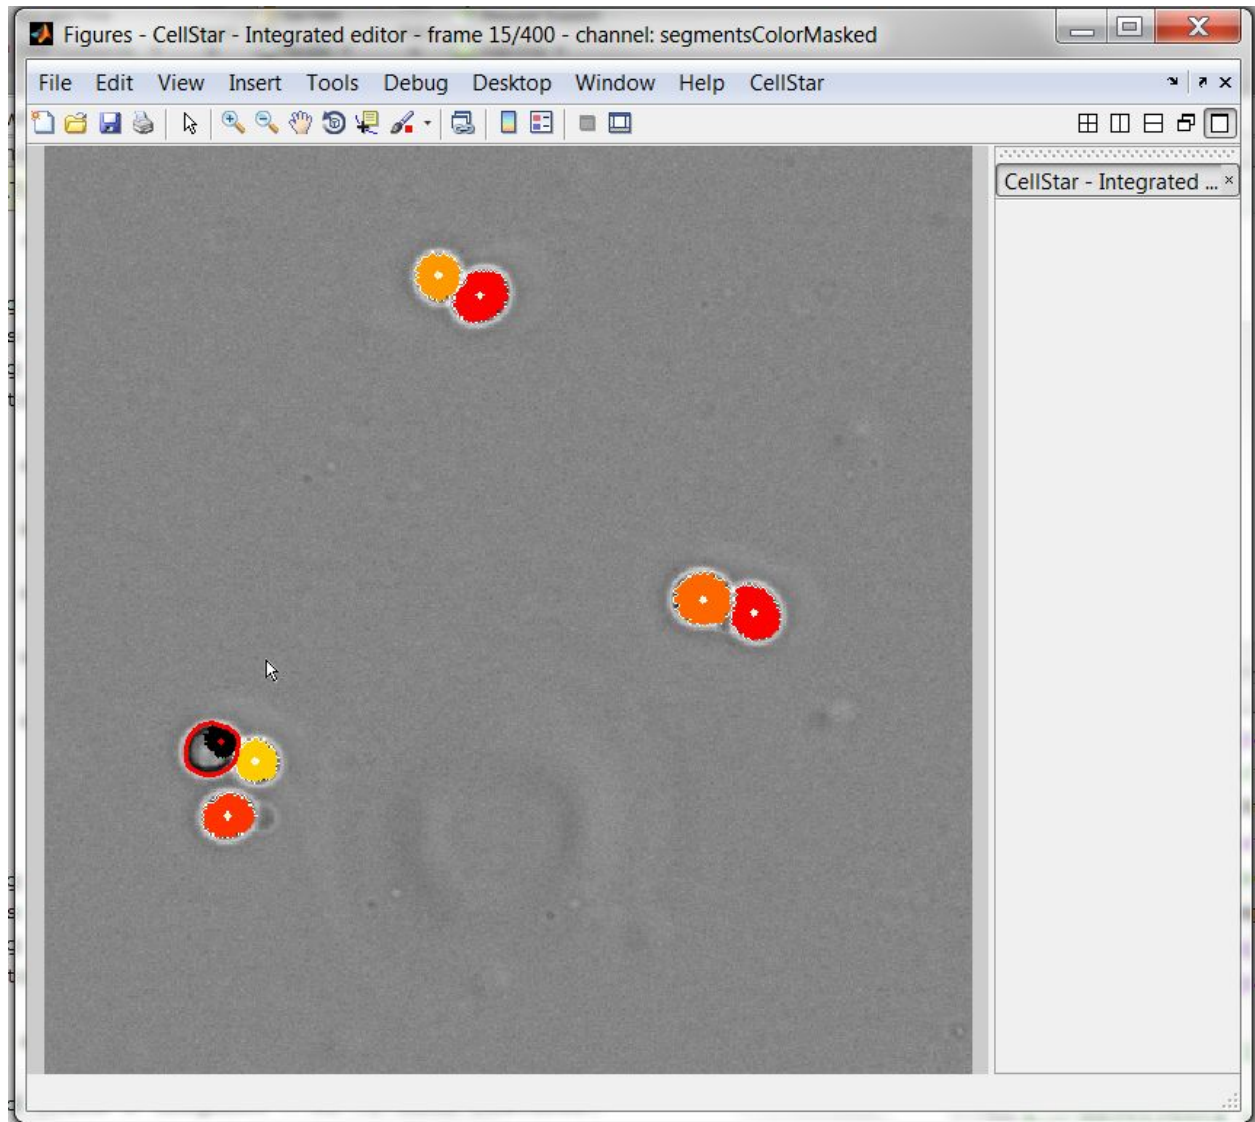 Figures - CellStar - Integrated editor - frame 15/400 - channel: segmentsColorMasked
File Edit View Insert Tools Debug Desktop Window Help CellStar
CellStar - Integrated ...